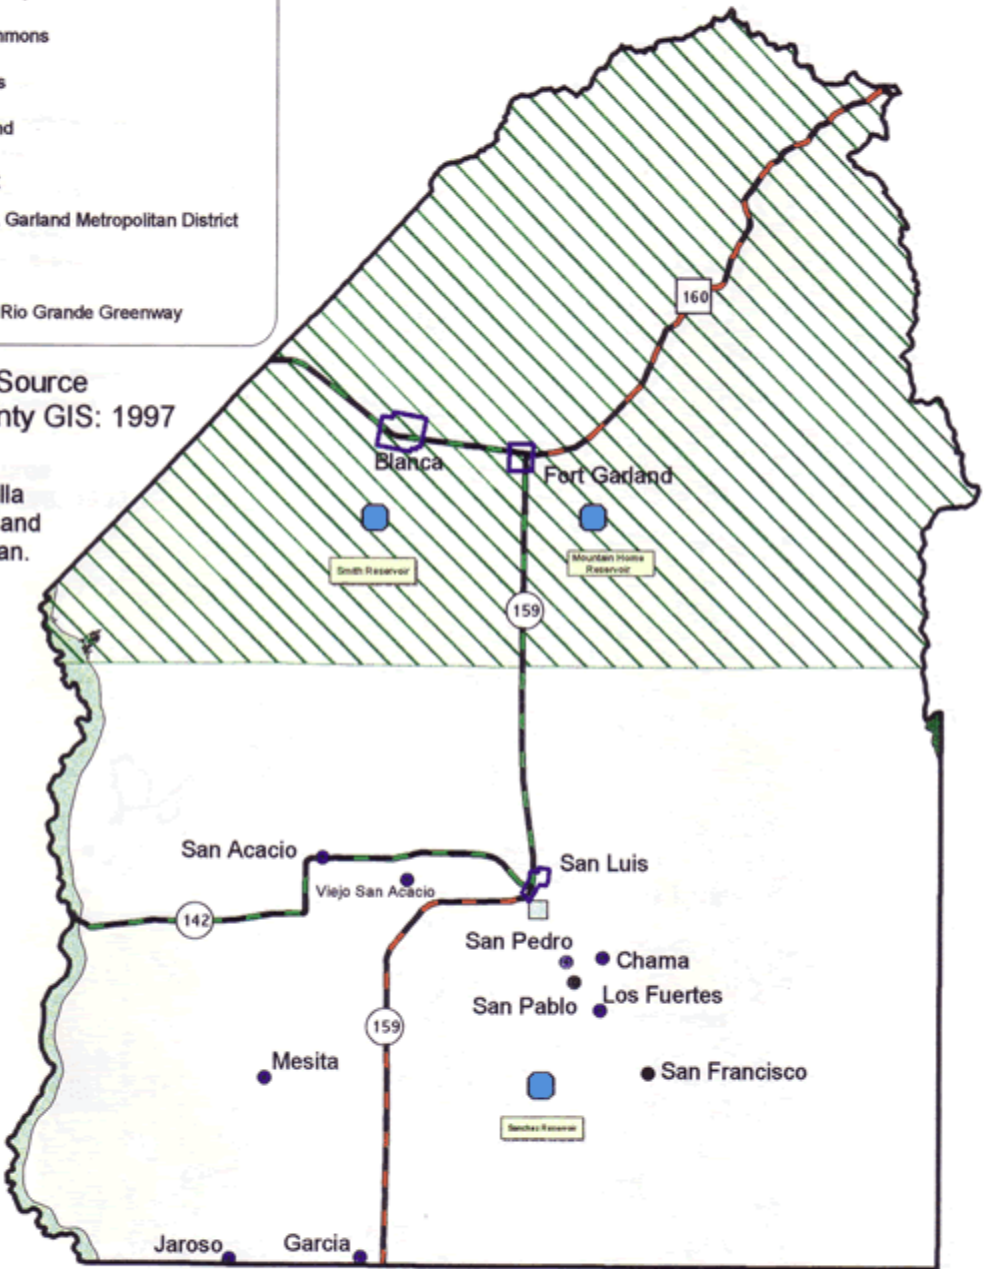 mmons
s
nd
Garland Metropolitan District
Rio Grande Greenway
Source
nty GIS: 1997
lla
and
an.
160
Blanca
Fort Garland
Smith Reservoir
Mountain Home
Reservoir
159
San Acacio
Viejo San Acacio
San Luis
142
San Pedro
Chama
San Pablo
Los Fuertes
159
Mesita
San Francisco
Sanchez Reservoir
Jaroso
Garcia